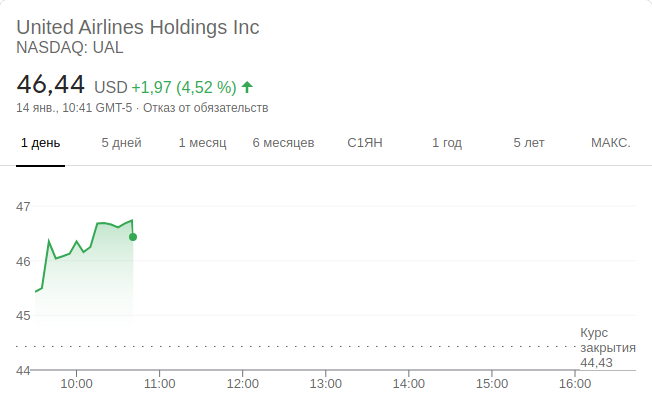 United Airlines Holdings Inc
NASDAQ: UAL
46,44 USD +1,97 (4,52 %)
14 янв., 10:41 GMT-5 · Отказ от обязательств
1 день 5 дней 1 месяц 6 месяцев С1ЯН 1 год 5 лет МАКС.
47
46
45
Курс
закрытия
44,43
44
10:00 11:00 12:00 13:00 14:00 15:00 16:00